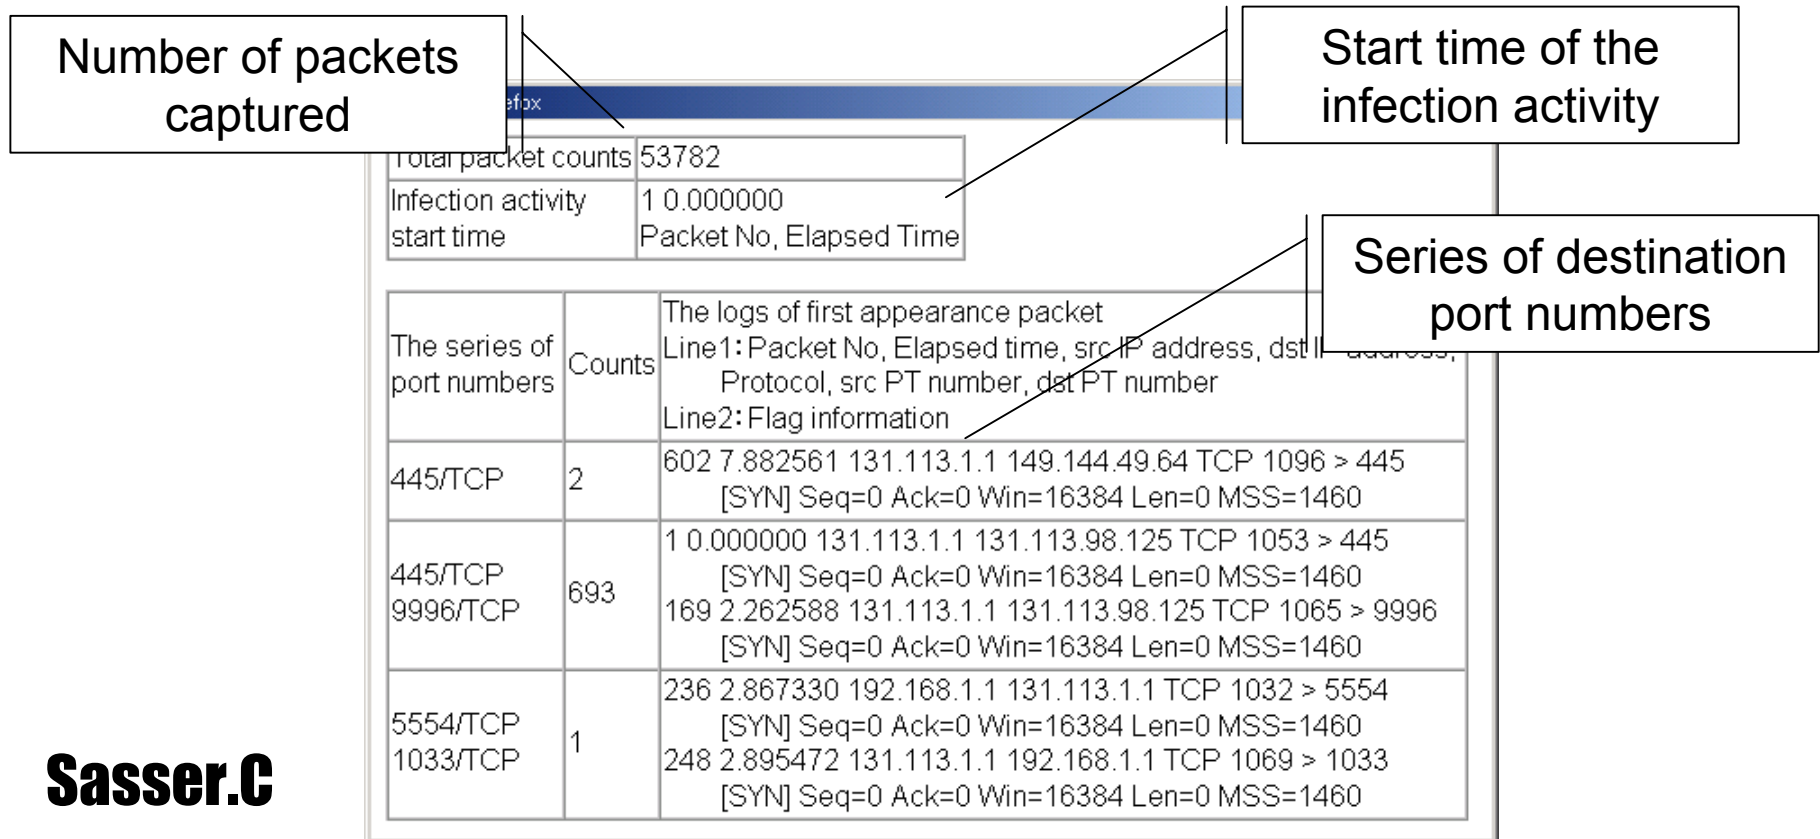 Number of packets
captured
Start time of the
infection activity
efox
Total packet counts 53782
Infection activity
start time
1 0.000000
Packet No, Elapsed Time
Series of destination
port numbers
The series of
port numbers
Counts
The logs of first appearance packet
Line1: Packet No, Elapsed time, src IP address, dst IP address,
Protocol, src PT number, dst PT number
Line2: Flag information
445/TCP
2
602 7.882561 131.113.1.1 149.144.49.64 TCP 1096 > 445
[SYN] Seq=0 Ack=0 Win=16384 Len=0 MSS=1460
445/TCP
9996/TCP
693
1 0.000000 131.113.1.1 131.113.98.125 TCP 1053 > 445
[SYN] Seq=0 Ack=0 Win=16384 Len=0 MSS=1460
169 2.262588 131.113.1.1 131.113.98.125 TCP 1065 > 9996
[SYN] Seq=0 Ack=0 Win=16384 Len=0 MSS=1460
5554/TCP
1033/TCP
1
236 2.867330 192.168.1.1 131.113.1.1 TCP 1032 > 5554
[SYN] Seq=0 Ack=0 Win=16384 Len=0 MSS=1460
248 2.895472 131.113.1.1 192.168.1.1 TCP 1069 > 1033
[SYN] Seq=0 Ack=0 Win=16384 Len=0 MSS=1460
Sasser.C